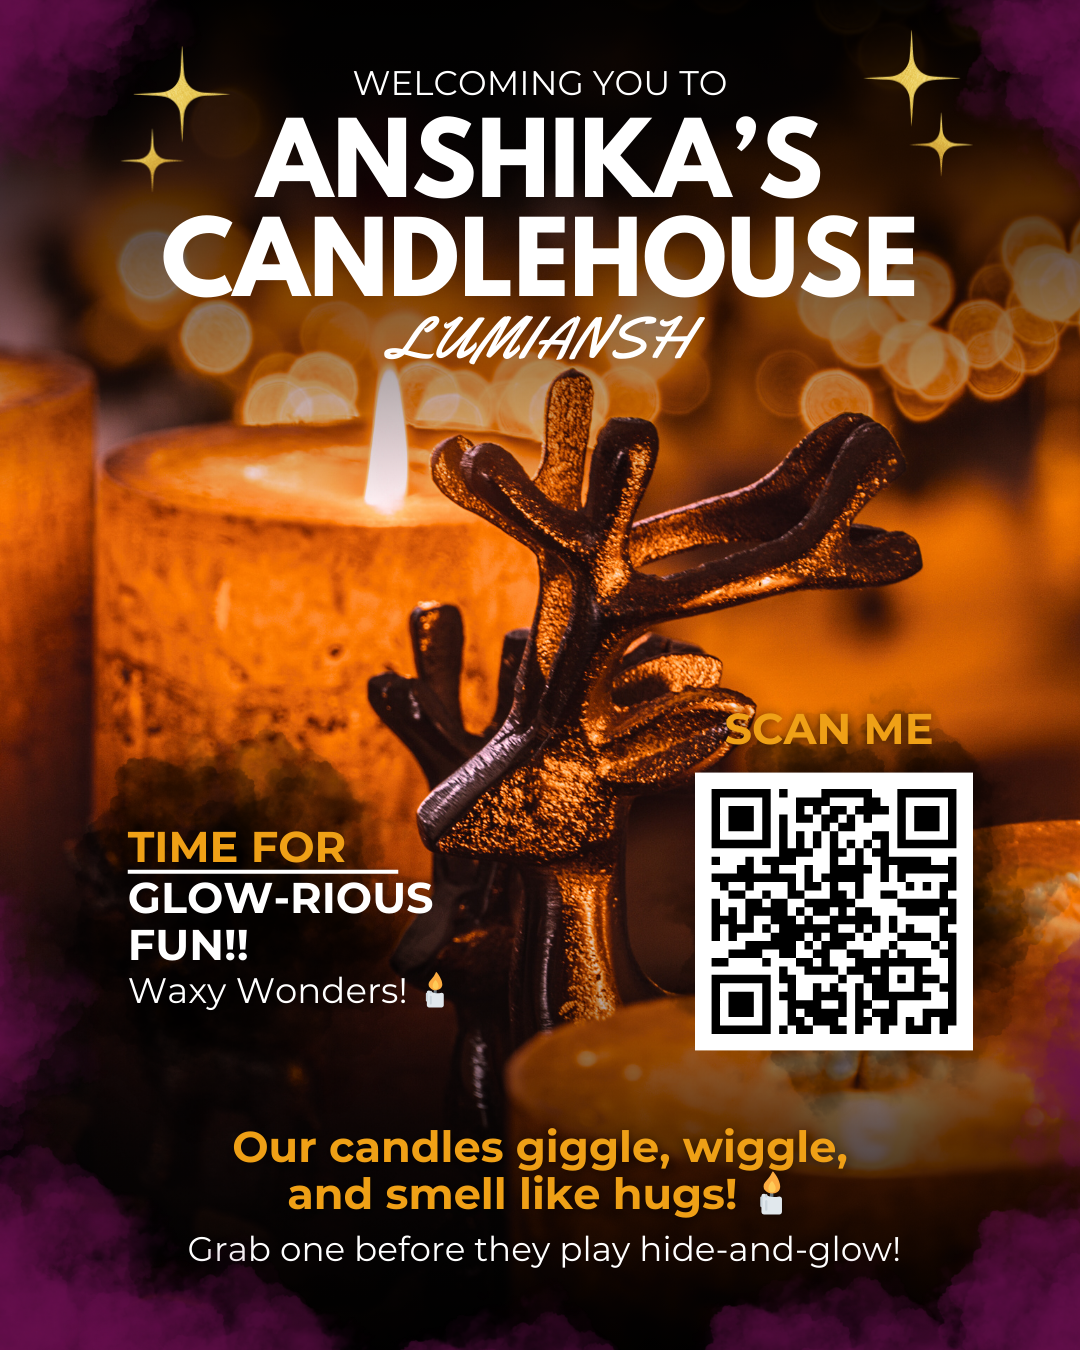 WELCOMING YOU TO
ANSHIKA’S
CANDLEHOUSE
LUMIANSH
SCAN ME
TIME FOR
GLOW-RIOUS
FUN!!
Waxy Wonders! 🕯️
Our candles giggle, wiggle,
and smell like hugs! 🕯️
Grab one before they play hide-and-glow!